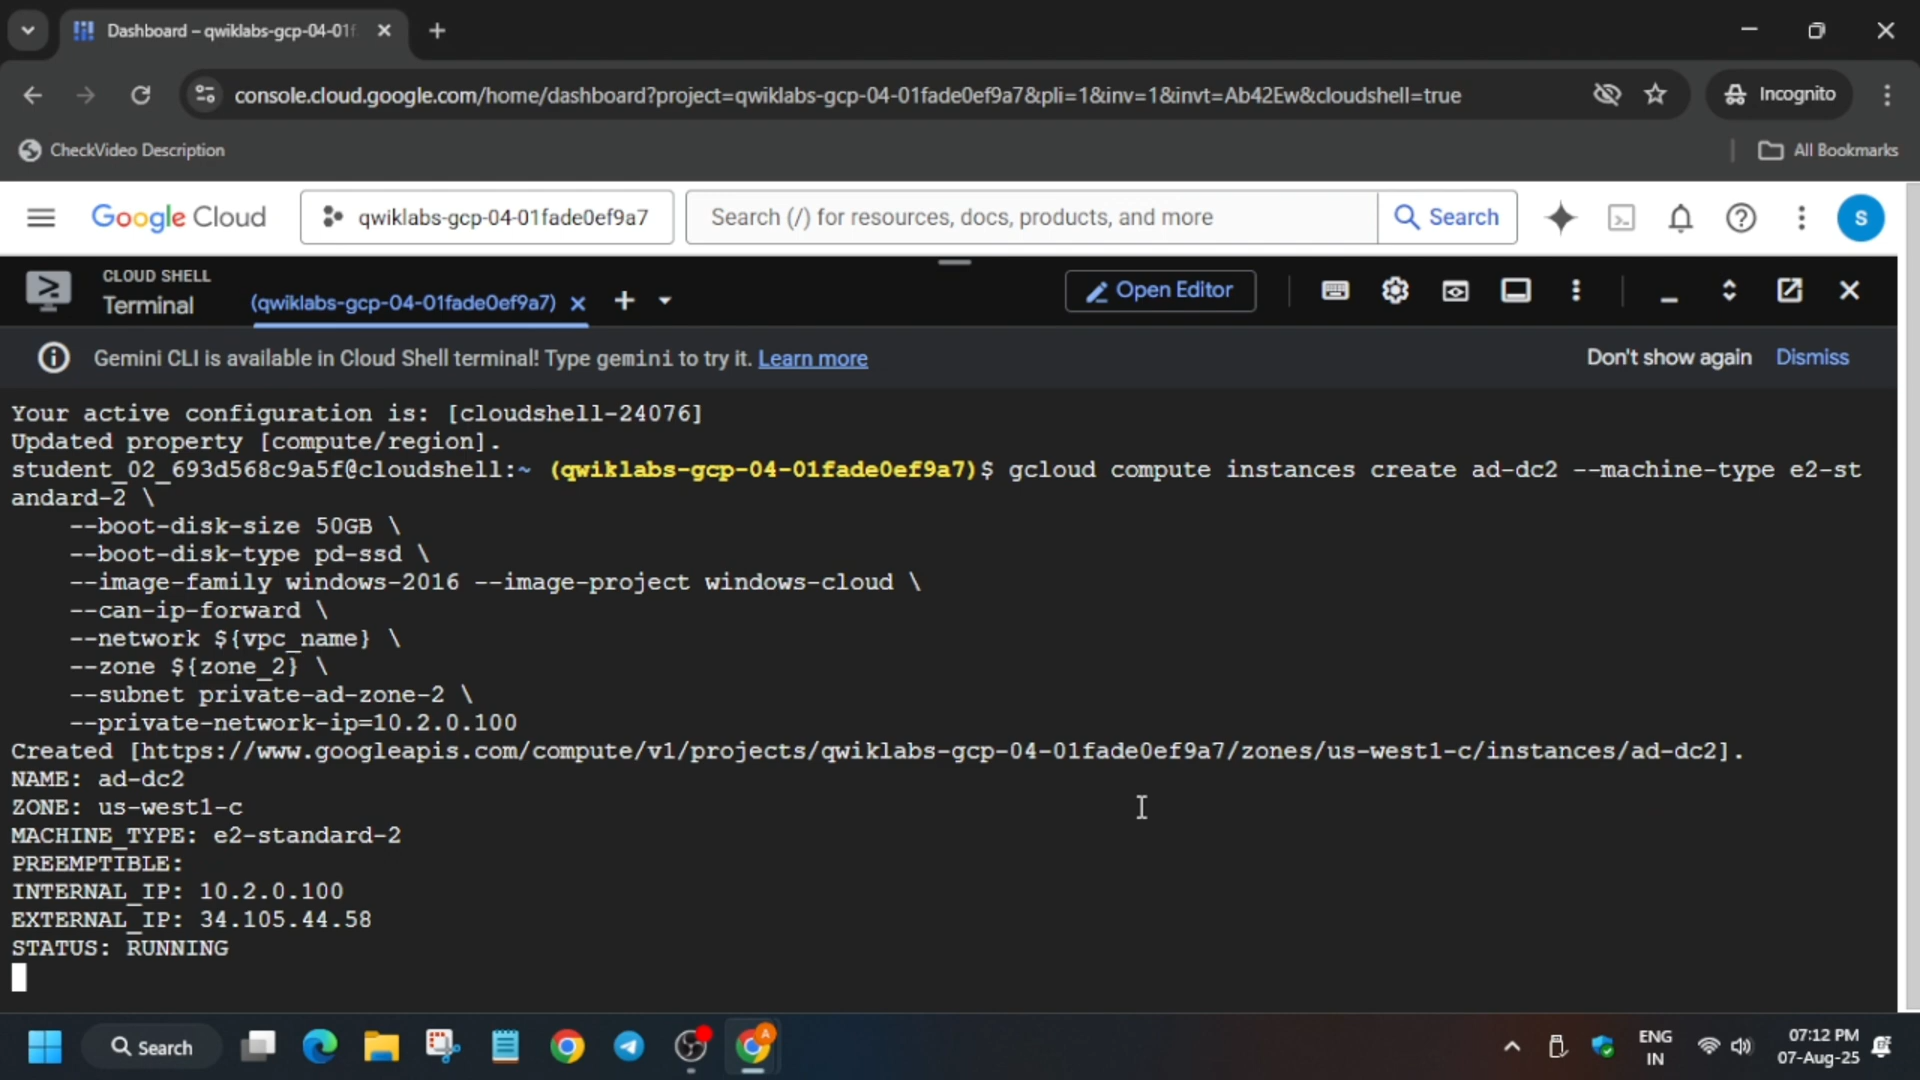 Dashboard – qwiklabs-gcp-04-01f
console.cloud.google.com/home/dashboard?project=qwiklabs-gcp-04-01fade0ef9a7&pli=1&inv=1&invt=Ab42Ew&cloudshell=true
Incognito
CheckVideo Description
All Bookmarks
Google Cloud
qwiklabs-gcp-04-01fade0ef9a7
Search (/) for resources, docs, products, and more
Search
S
CLOUD SHELL
Terminal
(qwiklabs-gcp-04-01fade0ef9a7)
Open Editor
Gemini CLI is available in Cloud Shell terminal! Type gemini to try it. Learn more
Don't show again
Dismiss
Your active configuration is: [cloudshell-24076]
Updated property [compute/region].
student_02_693d568c9a5f@cloudshell:~ (qwiklabs-gcp-04-01fade0ef9a7)$ gcloud compute instances create ad-dc2 --machine-type e2-st
andard-2 \
--boot-disk-size 50GB \
--boot-disk-type pd-ssd \
--image-family windows-2016 --image-project windows-cloud \
--can-ip-forward \
--network ${vpc_name} \
--zone ${zone_2} \
--subnet private-ad-zone-2 \
--private-network-ip=10.2.0.100
Created [https://www.googleapis.com/compute/v1/projects/qwiklabs-gcp-04-01fade0ef9a7/zones/us-west1-c/instances/ad-dc2].
NAME: ad-dc2
ZONE: us-west1-c
MACHINE_TYPE: e2-standard-2
PREEMPTIBLE:
INTERNAL_IP: 10.2.0.100
EXTERNAL_IP: 34.105.44.58
STATUS: RUNNING
Search
A
ENG
IN
07:12 PM
07-Aug-25